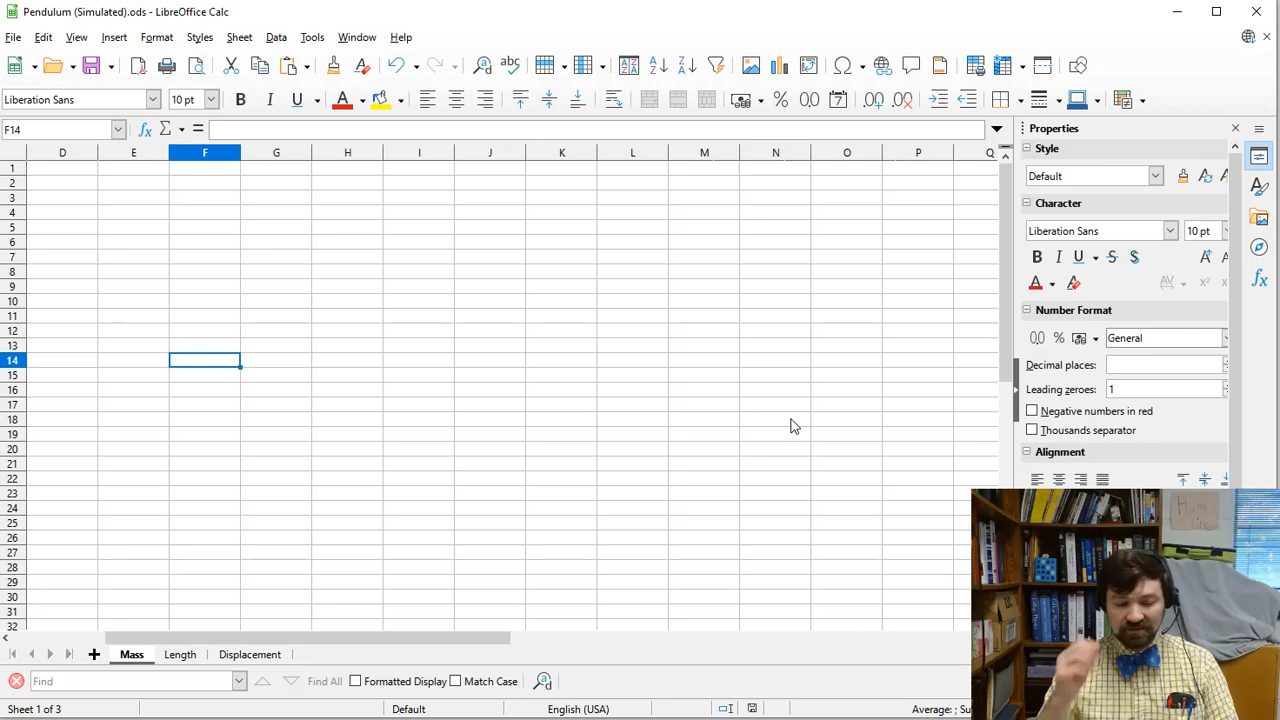 Pendulum (Simulated).ods - LibreOffice Calc
File Edit View Insert Format Styles Sheet Data Tools Window Help
Liberation Sans 10 pt
F14
Properties
D E F G H I J K L M N O P Q
Style
Default
Character
Liberation Sans 10 pt
Number Format
General
Decimal places:
Leading zeroes: 1
Negative numbers in red
Thousands separator
Alignment
1
2
3
4
5
6
7
8
9
10
11
12
13
14
15
16
17
18
19
20
21
22
23
24
25
26
27
28
29
30
31
32
Mass Length Displacement
Find Find All Formatted Display Match Case
Sheet 1 of 3 Default English (USA) Average: ; Su